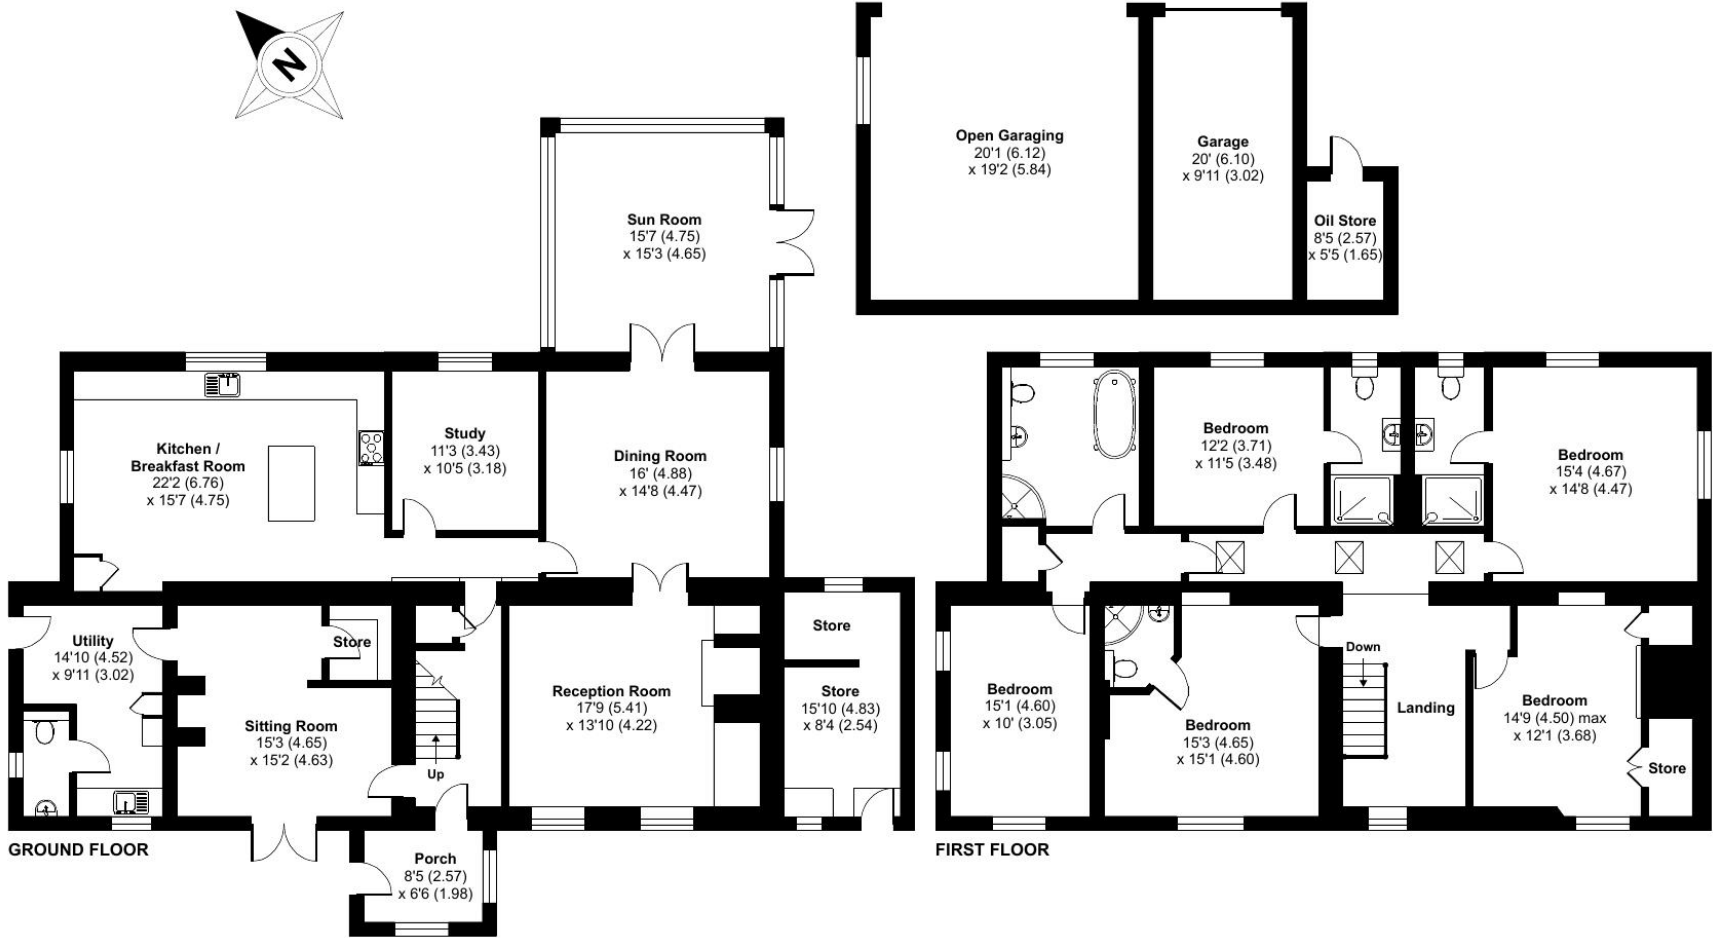 N
Open Garaging
20'1 (6.12)
x 19'2 (5.84)
Garage
20' (6.10)
x 9'11 (3.02)
Oil Store
8'5 (2.57)
x 5'5 (1.65)
Sun Room
15'7 (4.75)
x 15'3 (4.65)
Kitchen /
Breakfast Room
22'2 (6.76)
x 15'7 (4.75)
Study
11'3 (3.43)
x 10'5 (3.18)
Dining Room
16' (4.88)
x 14'8 (4.47)
Utility
14'10 (4.52)
x 9'11 (3.02)
Store
Sitting Room
15'3 (4.65)
x 15'2 (4.63)
Up
Reception Room
17'9 (5.41)
x 13'10 (4.22)
Store
Store
15'10 (4.83)
x 8'4 (2.54)
Porch
8'5 (2.57)
x 6'6 (1.98)
GROUND FLOOR
Bedroom
12'2 (3.71)
x 11'5 (3.48)
Bedroom
15'4 (4.67)
x 14'8 (4.47)
Bedroom
15'1 (4.60)
x 10' (3.05)
Bedroom
15'3 (4.65)
x 15'1 (4.60)
Down
Landing
Bedroom
14'9 (4.50) max
x 12'1 (3.68)
Store
FIRST FLOOR